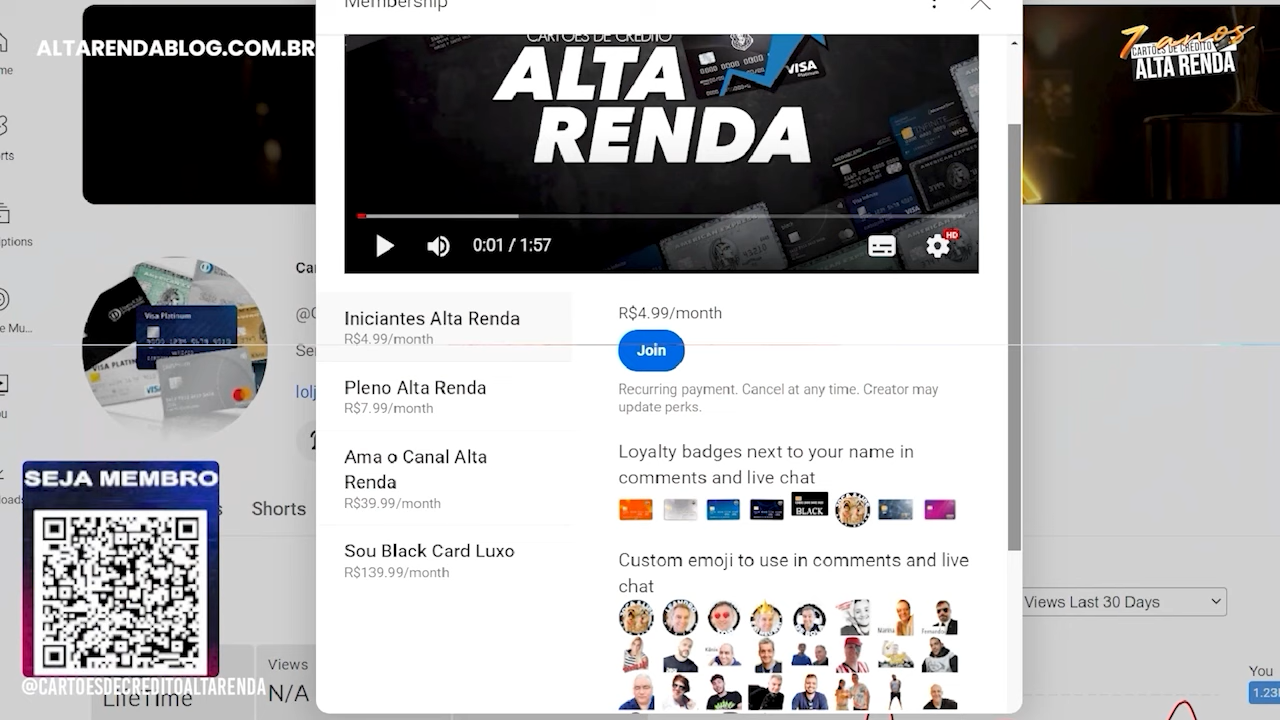 Membership
ALTARENDABLOG.COM.BR
7 anos
CARTÕES DE CRÉDITO
ALTA RENDA
CARTÕES DE CRÉDITO
ALTA
RENDA
VISA
0:01 / 1:57
HD
Iniciantes Alta Renda
R$4.99/month
Pleno Alta Renda
R$7.99/month
Ama o Canal Alta
Renda
R$39.99/month
Sou Black Card Luxo
R$139.99/month
R$4.99/month
Join
Recurring payment. Cancel at any time. Creator may
update perks.
Loyalty badges next to your name in
comments and live chat
BLACK
Custom emoji to use in comments and live
chat
Visa Platinum
SEJA MEMBRO
@CARTOESDECREDITOALTARENDA
Shorts
Views
N/A
LifeTime
Views Last 30 Days
You